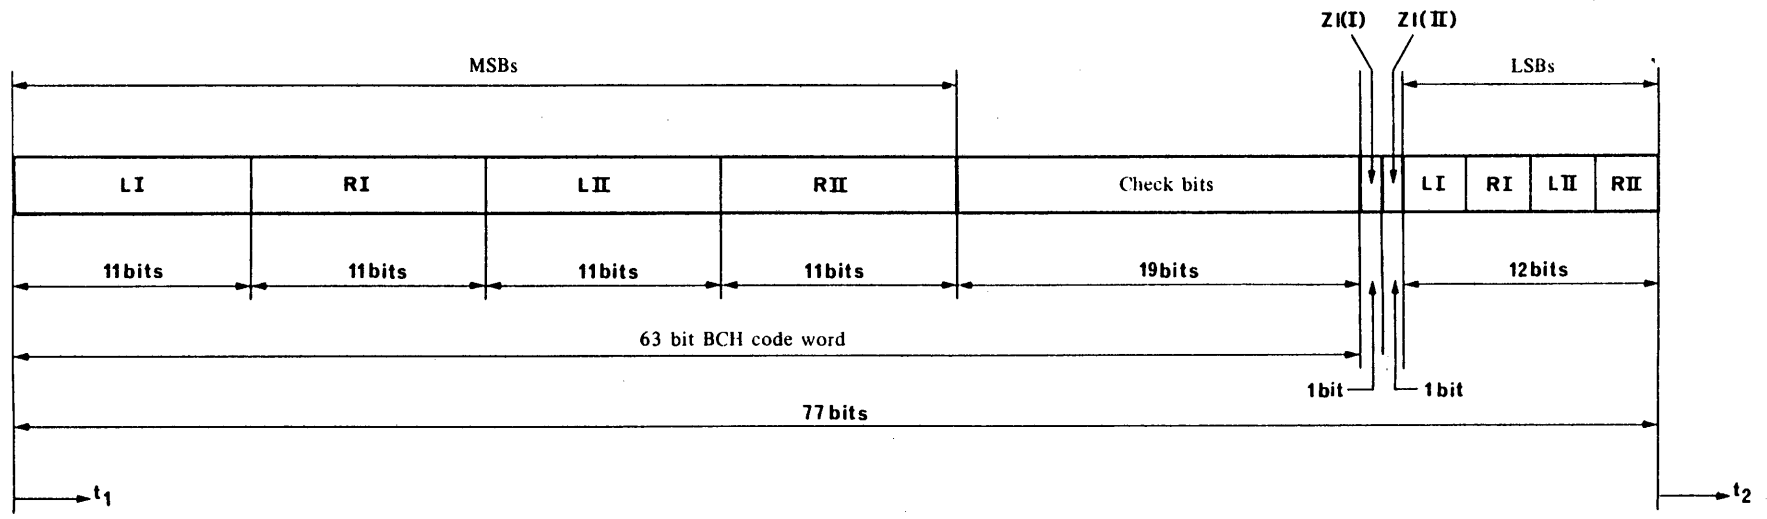 ZI(I) ZI(II)
MSBs LSBs
LI RI LII RII Check bits LI RI LII RII
11bits 11bits 11bits 11bits 19bits 12bits
63 bit BCH code word
1bit 1bit
77bits
t1 t2